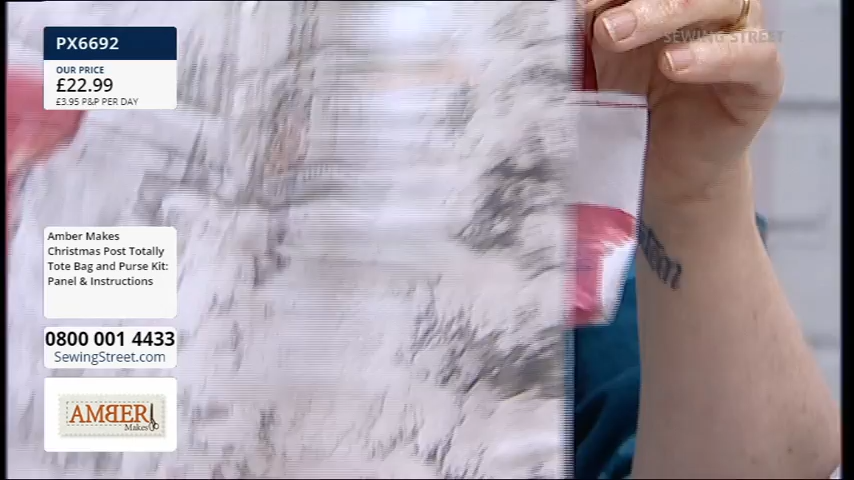 PX6692
OUR PRICE
£22.99
£3.95 P&P PER DAY
SEWING STREET
Amber Makes
Christmas Post Totally
Tote Bag and Purse Kit:
Panel & Instructions
0800 001 4433
SewingStreet.com
AMBER
Makes